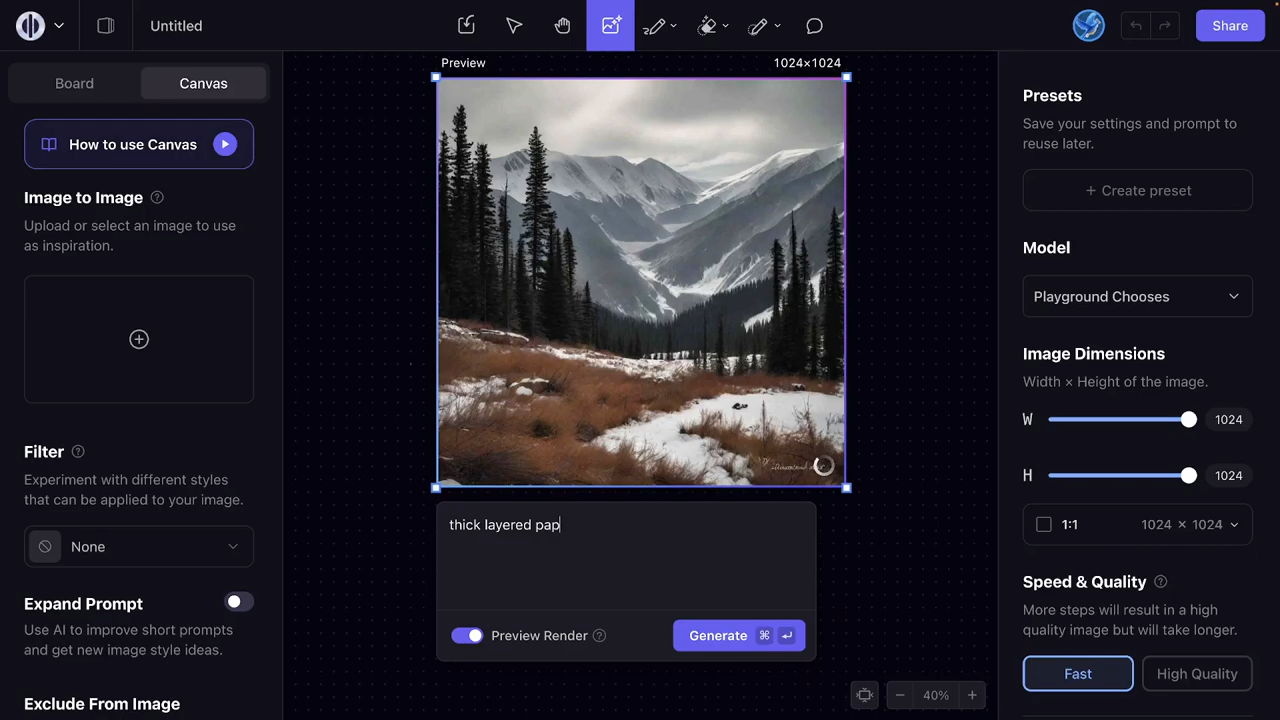 Untitled
Share
Board
Canvas
How to use Canvas
Image to Image
Upload or select an image to use
as inspiration.
Filter
Experiment with different styles
that can be applied to your image.
None
Expand Prompt
Use AI to improve short prompts
and get new image style ideas.
Exclude From Image
Preview
1024×1024
thick layered pap
Preview Render
Generate
40%
Presets
Save your settings and prompt to
reuse later.
+ Create preset
Model
Playground Chooses
Image Dimensions
Width × Height of the image.
W
1024
H
1024
1:1
1024 × 1024
Speed & Quality
More steps will result in a high
quality image but will take longer.
Fast
High Quality